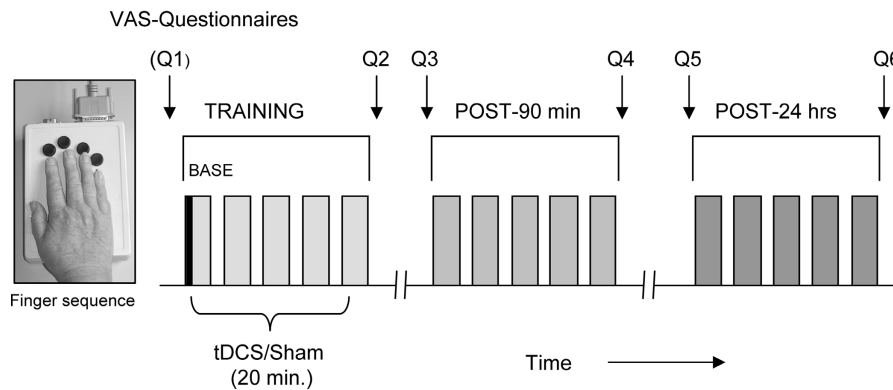 VAS-Questionnaires
(Q1) Q2 Q3 Q4 Q5 Q6
TRAINING POST-90 min POST-24 hrs
BASE
Finger sequence
tDCS/Sham
(20 min.)
Time